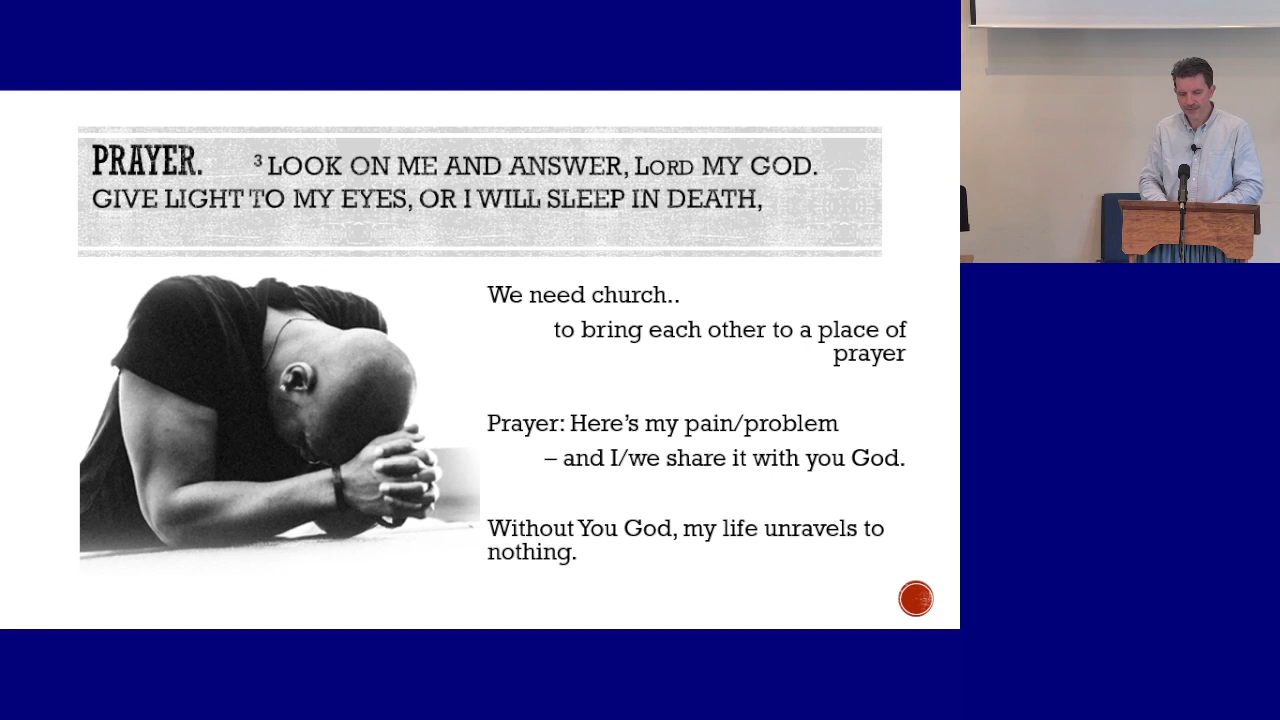 PRAYER. ³ LOOK ON ME AND ANSWER, LORD MY GOD.
GIVE LIGHT TO MY EYES, OR I WILL SLEEP IN DEATH,
We need church..
to bring each other to a place of
prayer
Prayer: Here’s my pain/problem
– and I/we share it with you God.
Without You God, my life unravels to
nothing.